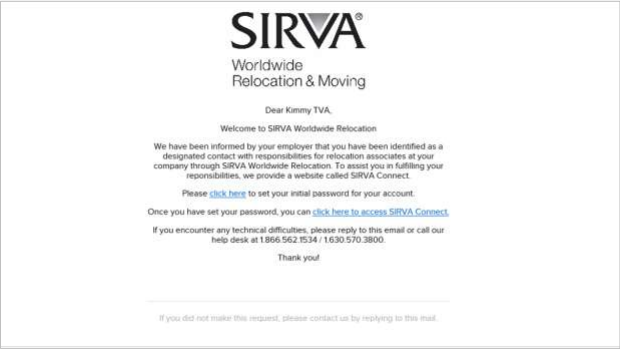 SIRVA®
Worldwide
Relocation & Moving
Dear Kimmy TVA,
Welcome to SIRVA Worldwide Relocation
We have been informed by your employer that you have been identified as a
designated contact with responsibilities for relocation associates at your
company through SIRVA Worldwide Relocation. To assist you in fulfilling your
reponsibilities, we provide a website called SIRVA Connect.
Please click here to set your initial password for your account.
Once you have set your password, you can click here to access SIRVA Connect.
If you encounter any technical difficulties, please reply to this email or call our
help desk at 1.866.562.1534 / 1.630.570.3800.
Thank you!
If you did not make this request, please contact us by replying to this mail.